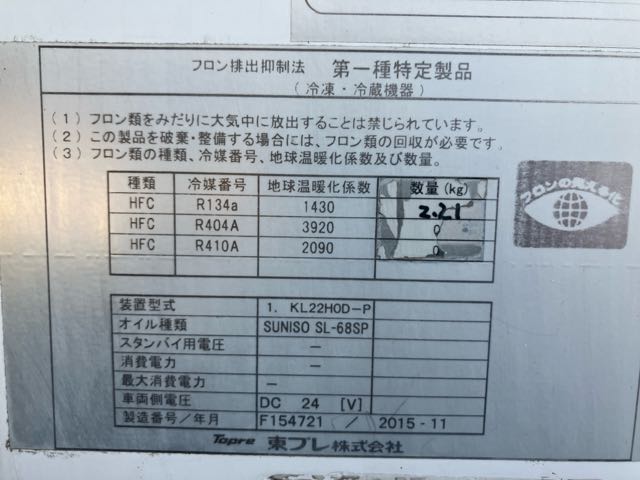 フロン排出抑制法 第一種特定製品
(冷凍・冷蔵機器)
(1) フロン類をみだりに大気中に放出することは禁じられています。
(2) この製品を破棄・整備する場合には、フロン類の回収が必要です。
(3) フロン類の種類、冷媒番号、地球温暖化係数及び数量。
種類 冷媒番号 地球温暖化係数 数量(kg)
HFC R134a 1430 2.21
HFC R404A 3920 0
HFC R410A 2090 0
フロンの見える化
装置型式 1. KL22H0D-P
オイル種類 SUNISO SL-68SP
スタンバイ用電圧 —
消費電力 —
最大消費電力 —
車両側電圧 DC 24 [V]
製造番号/年月 F154721 / 2015-11
Topre 東プレ株式会社